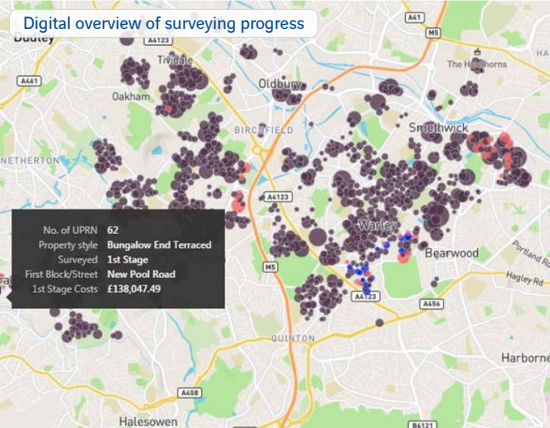 Digital overview of surveying progress
A41
Dudley
A4123
M5
Tividale
The Hawthorns
A461
Oldbury
Oakham
Smethwick
BIRCHFIELD
NETHERTON
A4123
No. of UPRN 62
Property style Bungalow End Terraced
Surveyed 1st Stage
First Block/Street New Pool Road
1st Stage Costs £138,047.49
Warley
Bearwood
Portland Ro
M5
Hagley Rd
A4123
A456
QUINTON
Harborne
A458
Halesowen
B4121